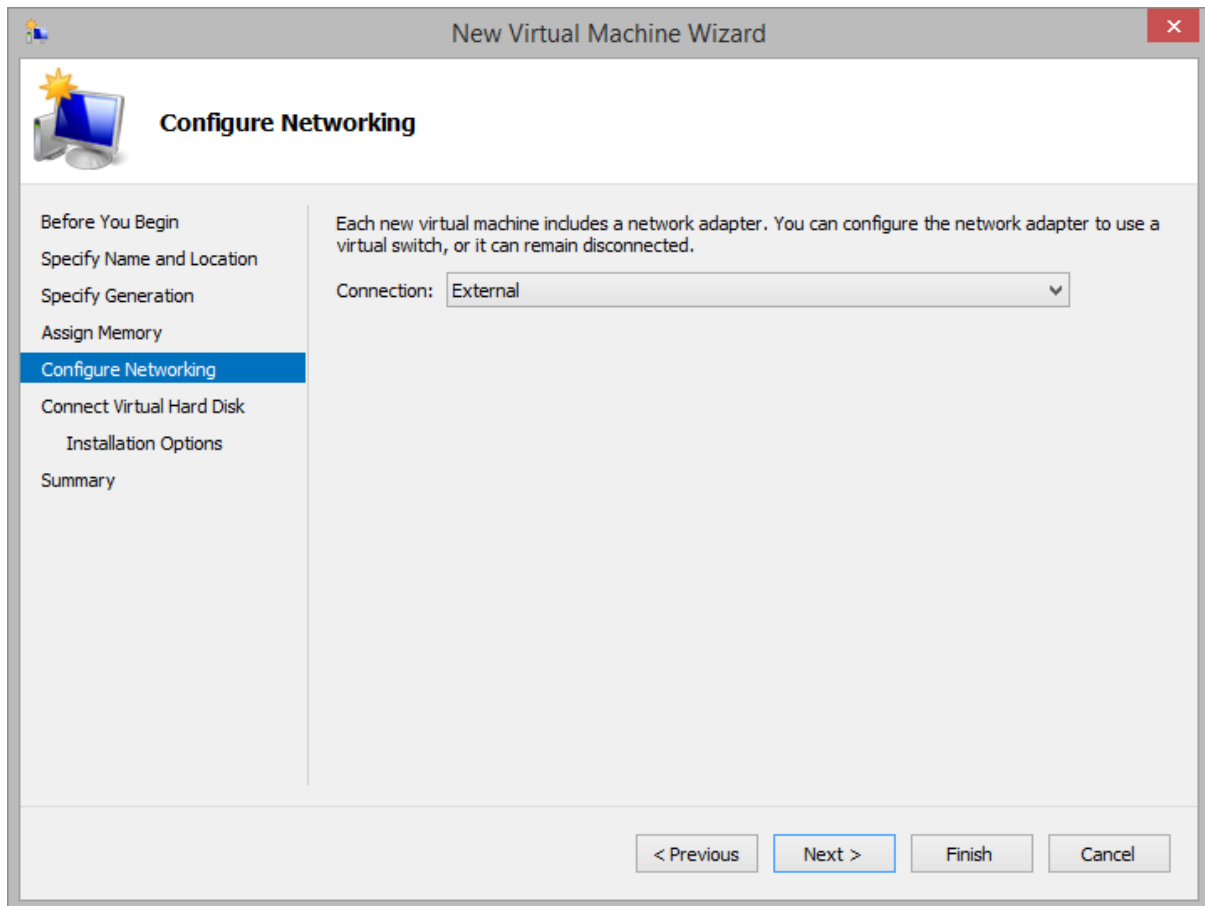 New Virtual Machine Wizard
Configure Networking
Before You Begin
Specify Name and Location
Specify Generation
Assign Memory
Configure Networking
Connect Virtual Hard Disk
Installation Options
Summary
Each new virtual machine includes a network adapter. You can configure the network adapter to use a
virtual switch, or it can remain disconnected.
Connection: External
< Previous
Next >
Finish
Cancel